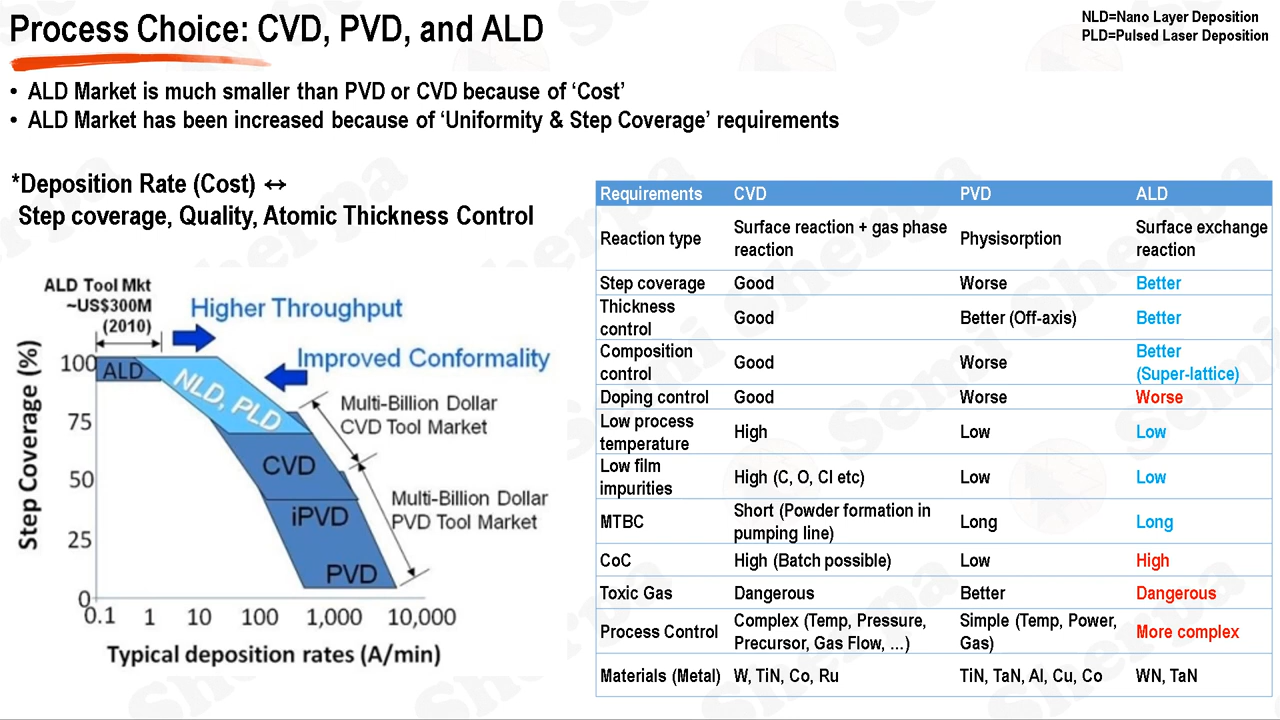 Process Choice: CVD, PVD, and ALD
NLD=Nano Layer Deposition
PLD=Pulsed Laser Deposition
• ALD Market is much smaller than PVD or CVD because of ‘Cost’
• ALD Market has been increased because of ‘Uniformity & Step Coverage’ requirements
*Deposition Rate (Cost) ↔
Step coverage, Quality, Atomic Thickness Control
ALD Tool Mkt
~US$300M
(2010)
Higher Throughput
Improved Conformality
Multi-Billion Dollar
CVD Tool Market
Multi-Billion Dollar
PVD Tool Market
ALD
NLD, PLD
CVD
iPVD
PVD
Step Coverage (%)
100
75
50
25
0
0.1 1 10 100 1,000 10,000
Typical deposition rates (A/min)
Requirements CVD PVD ALD
Reaction type Surface reaction + gas phase reaction Physisorption Surface exchange reaction
Step coverage Good Worse Better
Thickness control Good Better (Off-axis) Better
Composition control Good Worse Better (Super-lattice)
Doping control Good Worse Worse
Low process temperature High Low Low
Low film impurities High (C, O, Cl etc) Low Low
MTBC Short (Powder formation in pumping line) Long Long
CoC High (Batch possible) Low High
Toxic Gas Dangerous Better Dangerous
Process Control Complex (Temp, Pressure, Precursor, Gas Flow, ...) Simple (Temp, Power, Gas) More complex
Materials (Metal) W, TiN, Co, Ru TiN, TaN, Al, Cu, Co WN, TaN
Semi Sherpa